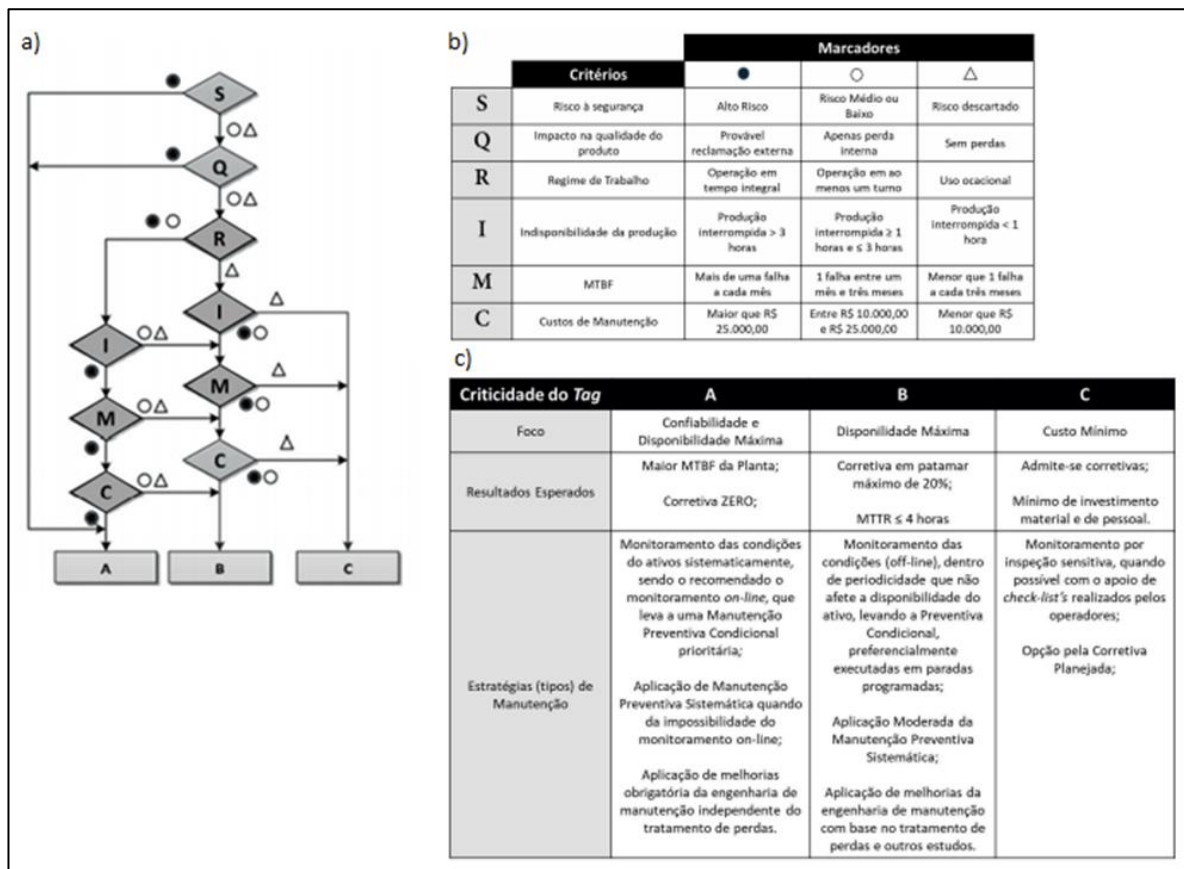 a)
S
Q
R
I
I
M
M
C
C
A
B
C
b)
Marcadores
Critérios
S
Risco à segurança
Alto Risco
Risco Médio ou
Baixo
Risco descartado
Q
Impacto na qualidade do
produto
Provável
reclamação externa
Apenas perda
interna
Sem perdas
R
Regime de Trabalho
Operação em
tempo integral
Operação em ao
menos um turno
Uso ocacional
I
Indisponibilidade da produção
Produção
interrompida > 3
horas
Produção
interrompida ≥ 1
horas e ≤ 3 horas
Produção
interrompida < 1
hora
M
MTBF
Mais de uma falha
a cada mês
1 falha entre um
mês e três meses
Menor que 1 falha
a cada três meses
C
Custos de Manutenção
Maior que R$
25.000,00
Entre R$ 10.000,00
e R$ 25.000,00
Menor que R$
10.000,00
c)
Criticidade do Tag
A
B
C
Foco
Confiabilidade e
Disponibilidade Máxima
Disponilidade Máxima
Custo Mínimo
Resultados Esperados
Maior MTBF da Planta;
Corretiva ZERO;
Corretiva em patamar
máximo de 20%;
MTTR ≤ 4 horas
Admite-se corretivas;
Mínimo de investimento
material e de pessoal.
Estratégias (tipos) de
Manutenção
Monitoramento das condições
do ativos sistematicamente,
sendo o recomendado o
monitoramento on-line, que
leva a uma Manutenção
Preventiva Condicional
prioritária;
Aplicação de Manutenção
Preventiva Sistemática quando
da impossibilidade do
monitoramento on-line;
Aplicação de melhorias
obrigatória da engenharia de
manutenção independente do
tratamento de perdas.
Monitoramento das
condições (off-line), dentro
de periodicidade que não
afete a disponibilidade do
ativo, levando a Preventiva
Condicional,
preferencialmente
executadas em paradas
programadas;
Aplicação Moderada da
Manutenção Preventiva
Sistemática;
Aplicação de melhorias da
engenharia de manutenção
com base no tratamento de
perdas e outros estudos.
Monitoramento por
inspeção sensitiva, quando
possível com o apoio de
check-list's realizados pelos
operadores;
Opção pela Corretiva
Planejada;